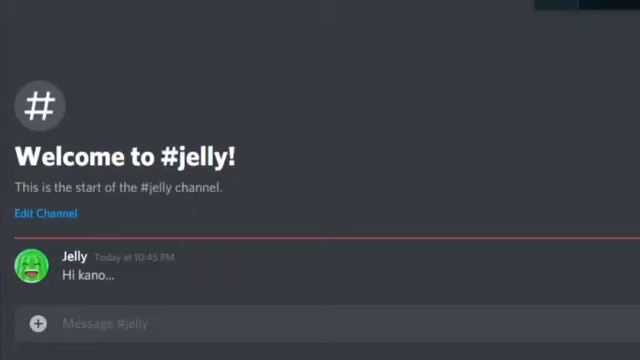 #
Welcome to #jelly!
This is the start of the #jelly channel.
Edit Channel
Jelly Today at 10:45 PM
Hi kano...
Message #jelly